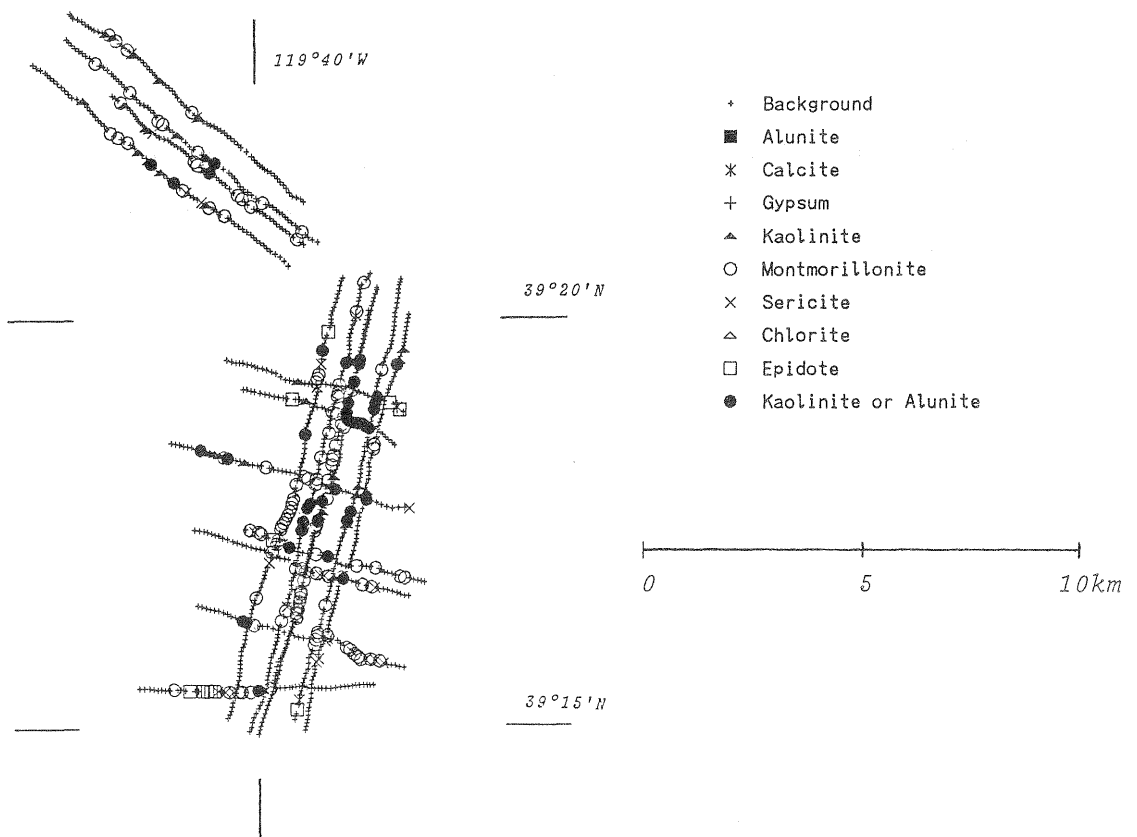 119°40'W
Background
Alunite
Calcite
Gypsum
Kaolinite
Montmorillonite
Sericite
Chlorite
Epidote
Kaolinite or Alunite
39°20'N
0 5 10km
39°15'N